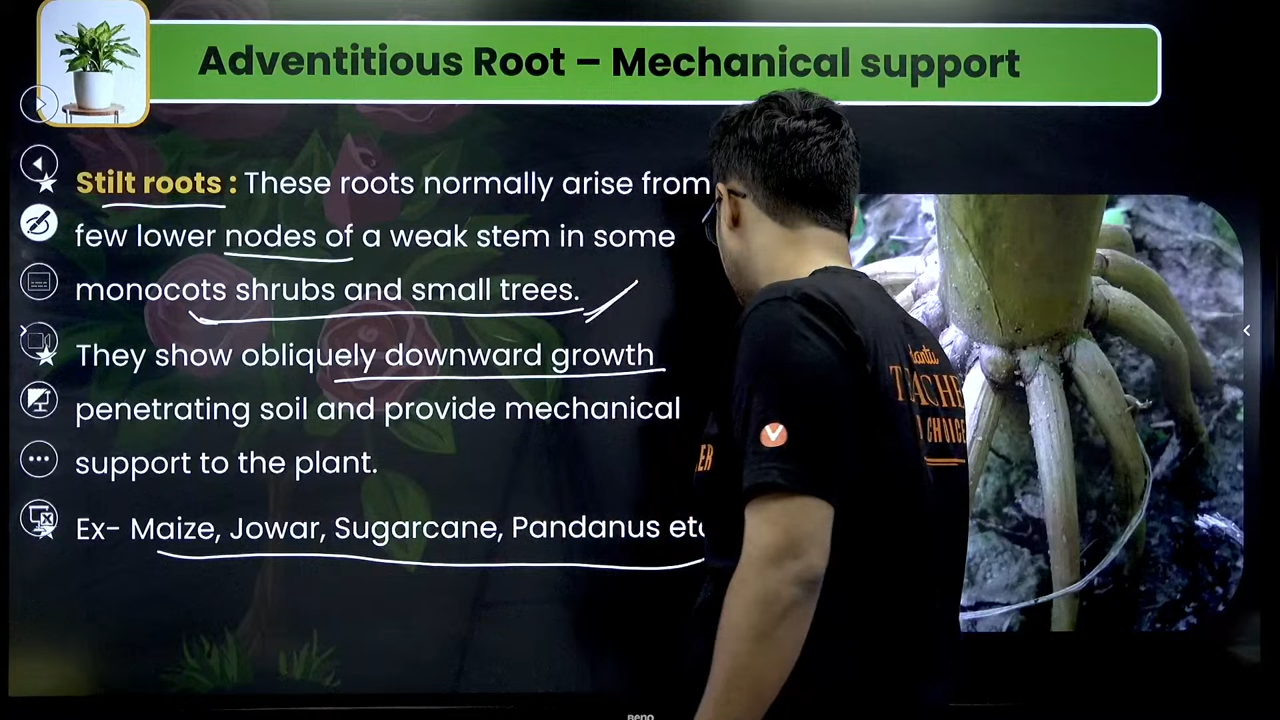 Adventitious Root – Mechanical support
Stilt roots : These roots normally arise from
few lower nodes of a weak stem in some
monocots shrubs and small trees.
They show obliquely downward growth
penetrating soil and provide mechanical
support to the plant.
Ex- Maize, Jowar, Sugarcane, Pandanus etc
CHOICE
BenQ